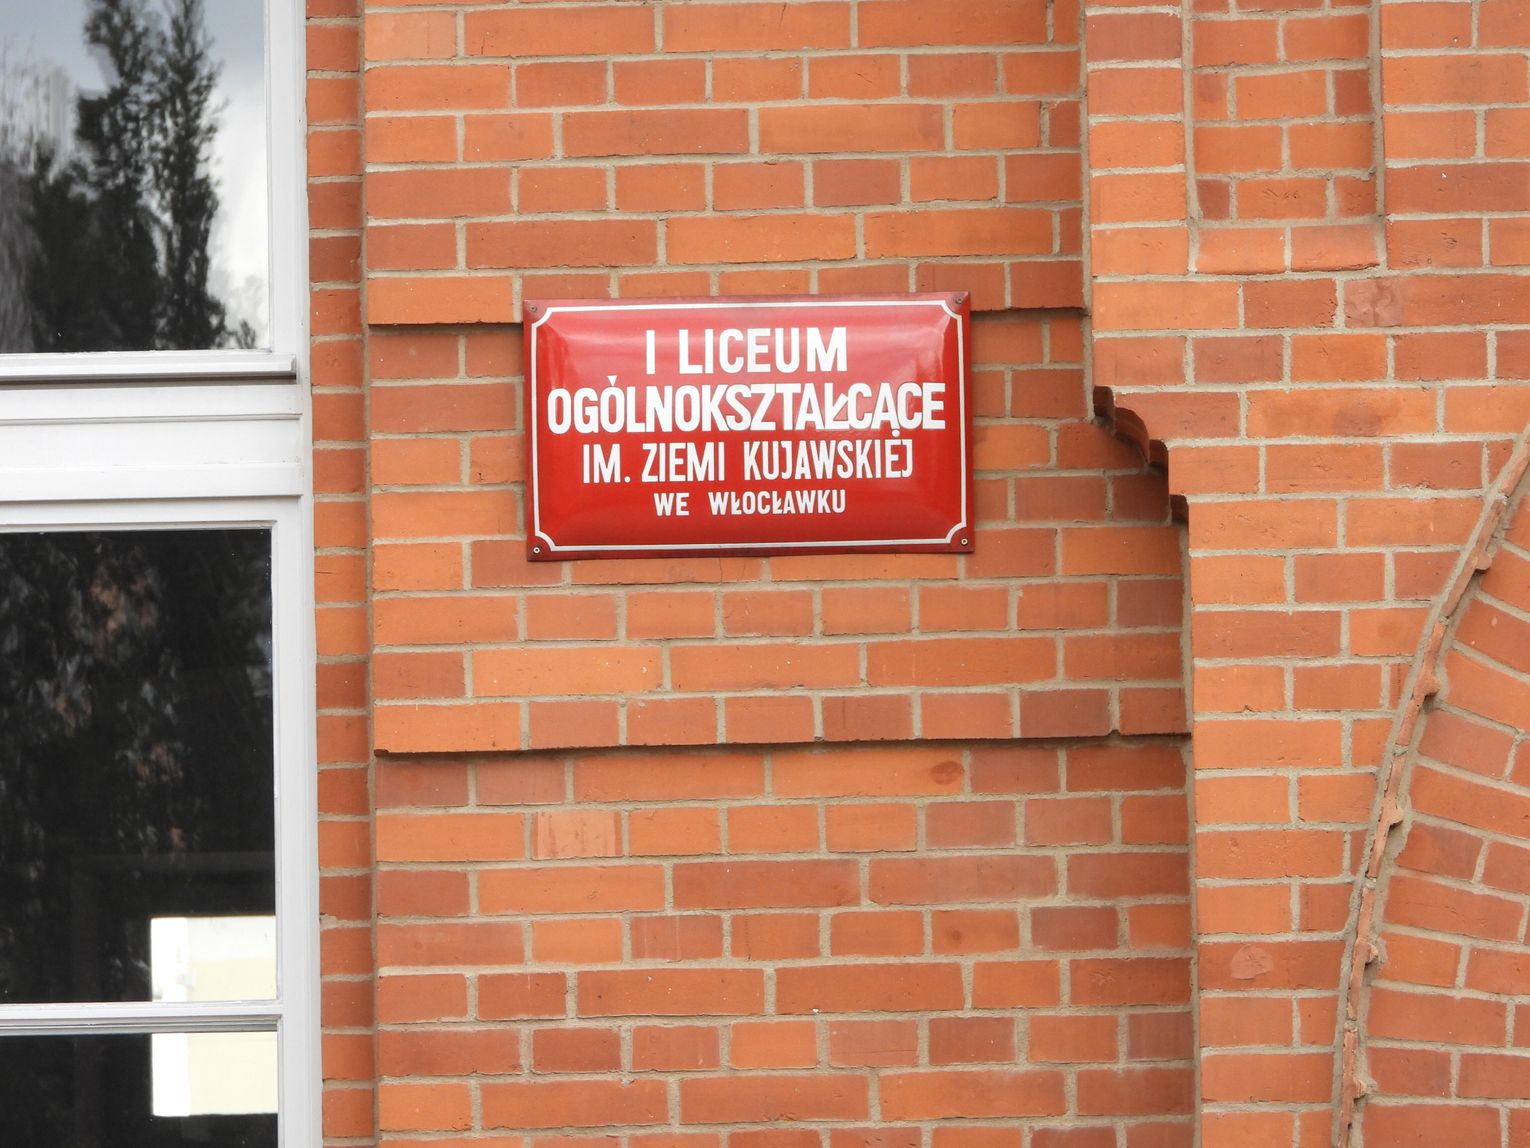 I LICEUM
OGÓLNOKSZTAŁCĄCE
IM. ZIEMI KUJAWSKIEJ
WE WŁOCŁAWKU